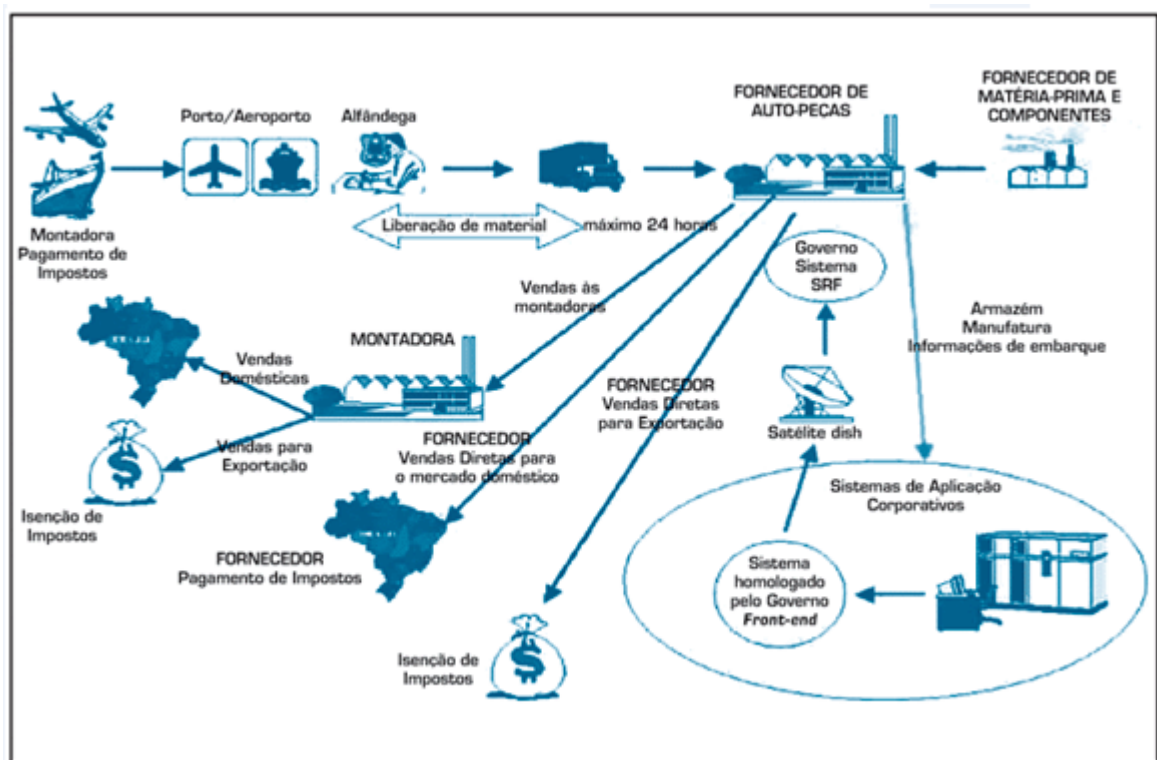 Porto/Aeroporto
Alfândega
FORNECEDOR DE
AUTO-PEÇAS
FORNECEDOR DE
MATÉRIA-PRIMA E
COMPONENTES
Liberação de material
máximo 24 horas
Montadora
Pagamento de
Impostos
Governo
Sistema
SRF
Vendas ás
montadoras
Armazém
Manufatura
Informações de embarque
MONTADORA
Vendas
Domésticas
FORNECEDOR
Vendas Diretas
para Exportação
Satélite dish
Vendas para
Exportação
FORNECEDOR
Vendas Diretas para
o mercado doméstico
Sistemas de Aplicação
Corporativos
Isenção de
Impostos
FORNECEDOR
Pagamento de Impostos
Sistema
homologado
pelo Governo
Front-end
Isenção de
Impostos